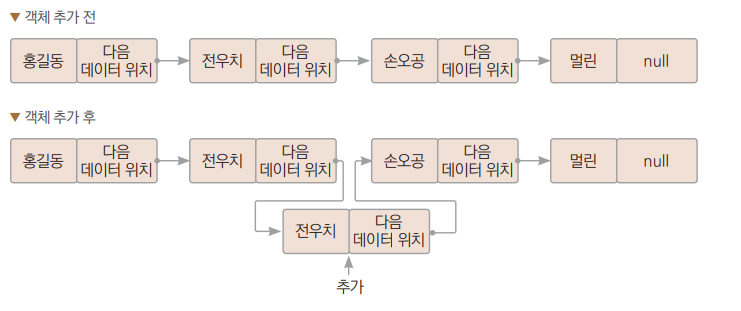 ▼ 객체 추가 전
홍길동 다음 전우치 다음 손오공 다음 멀린 null
데이터 위치 데이터 위치 데이터 위치
▼ 객체 추가 후
홍길동 다음 전우치 다음 손오공 다음 멀린 null
데이터 위치 데이터 위치 데이터 위치
전우치 다음
데이터 위치
추가